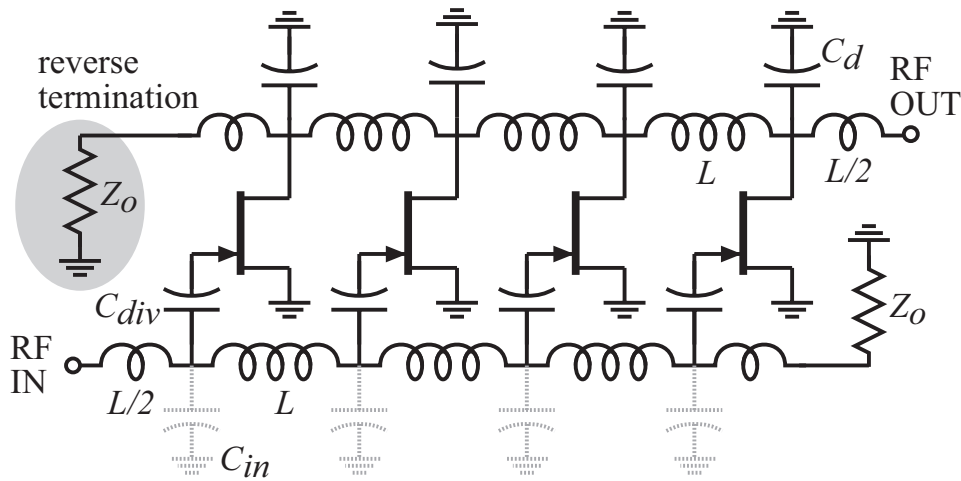 reverse
termination
Zo
Cd
RF
OUT
L
L/2
Cdiv
Zo
RF
IN
L/2
L
Cin